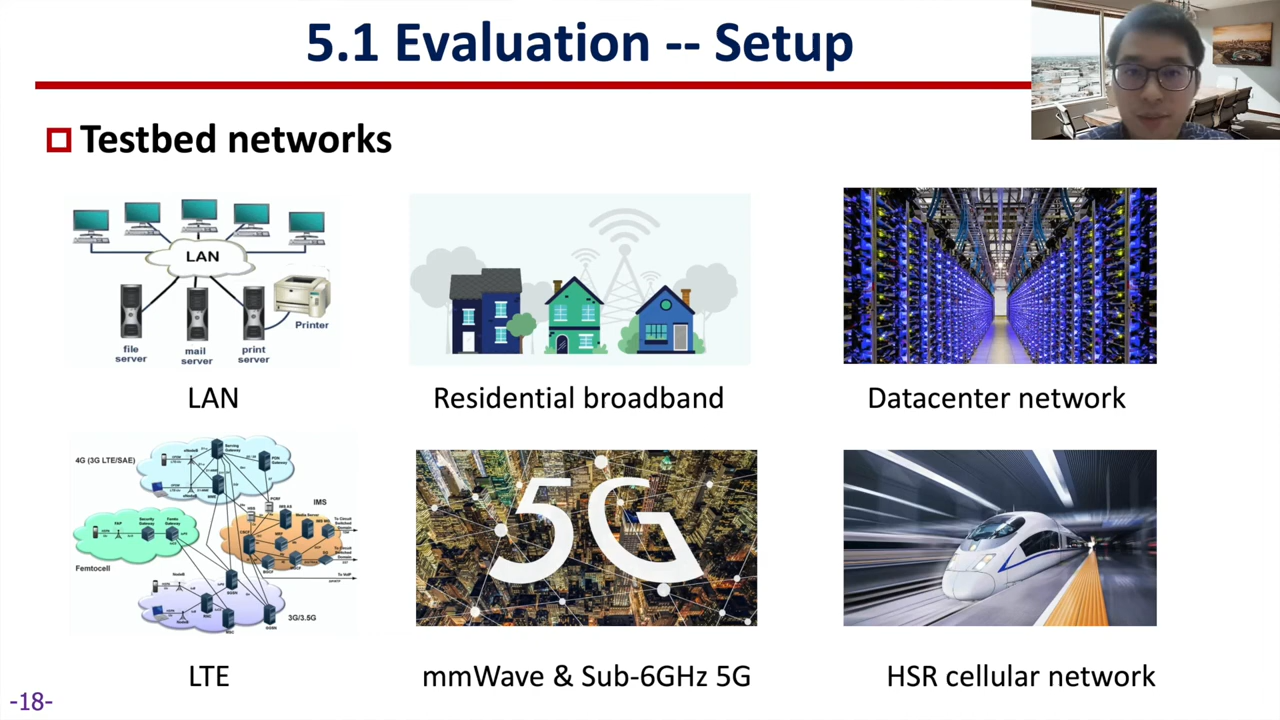 5.1 Evaluation -- Setup
Testbed networks
LAN
Printer
file
server
mail
server
print
server
LAN
Residential broadband
Datacenter network
4G (3G LTE/SAE)
IMS
Femtocell
3G/3.5G
LTE
5G
mmWave & Sub-6GHz 5G
HSR cellular network
-18-